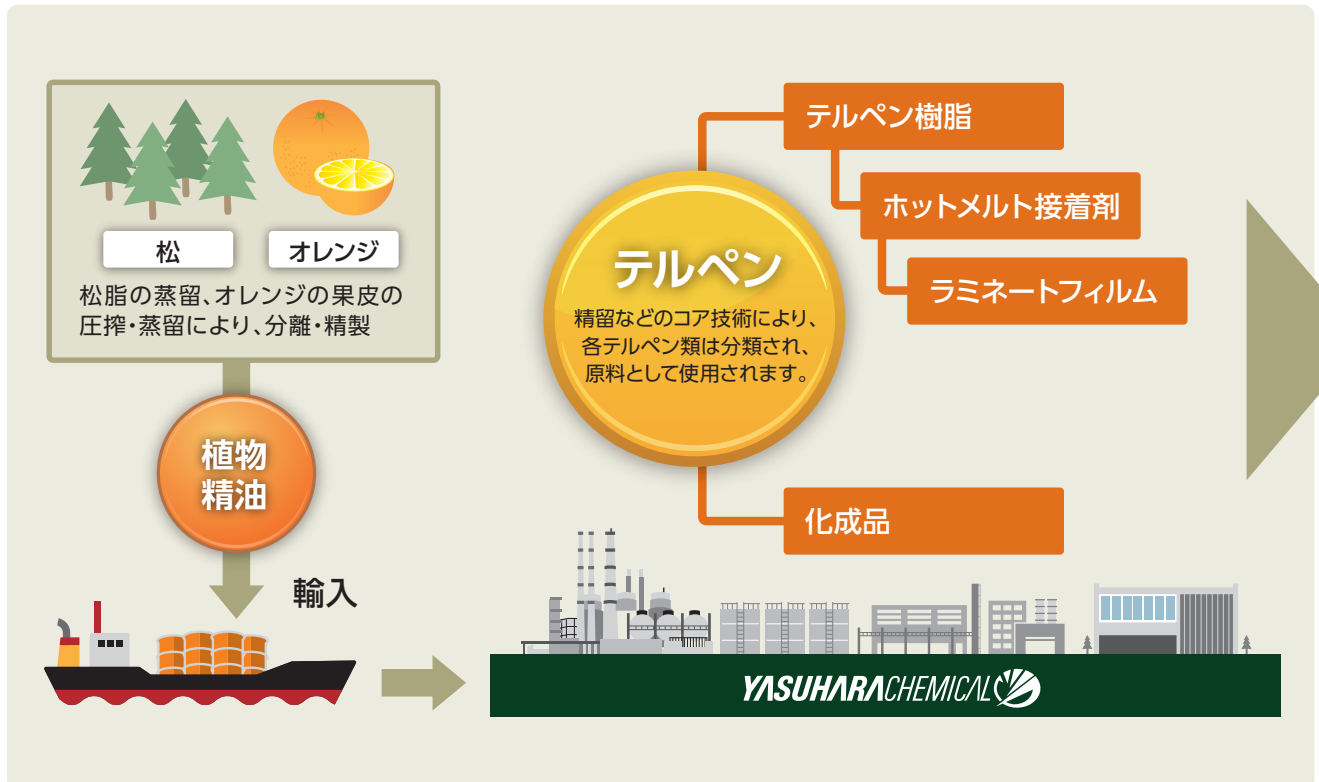 松
オレンジ
松脂の蒸留、オレンジの果皮の
圧搾・蒸留により、分離・精製
植物
精油
輸入
テルペン
精留などのコア技術により、
各テルペン類は分類され、
原料として使用されます。
テルペン樹脂
ホットメルト接着剤
ラミネートフィルム
化成品
YASUHARACHEMICAL